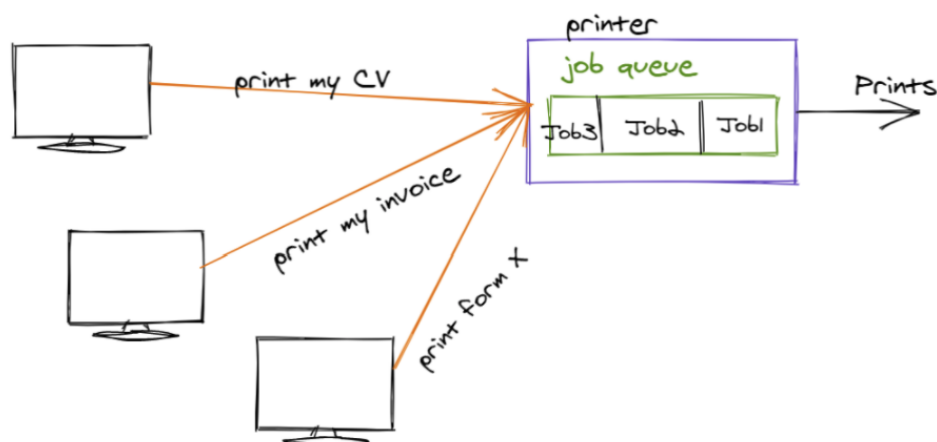 printer
job queue
print my CV
Job3 Job2 Job1
Prints
print my invoice
print form X